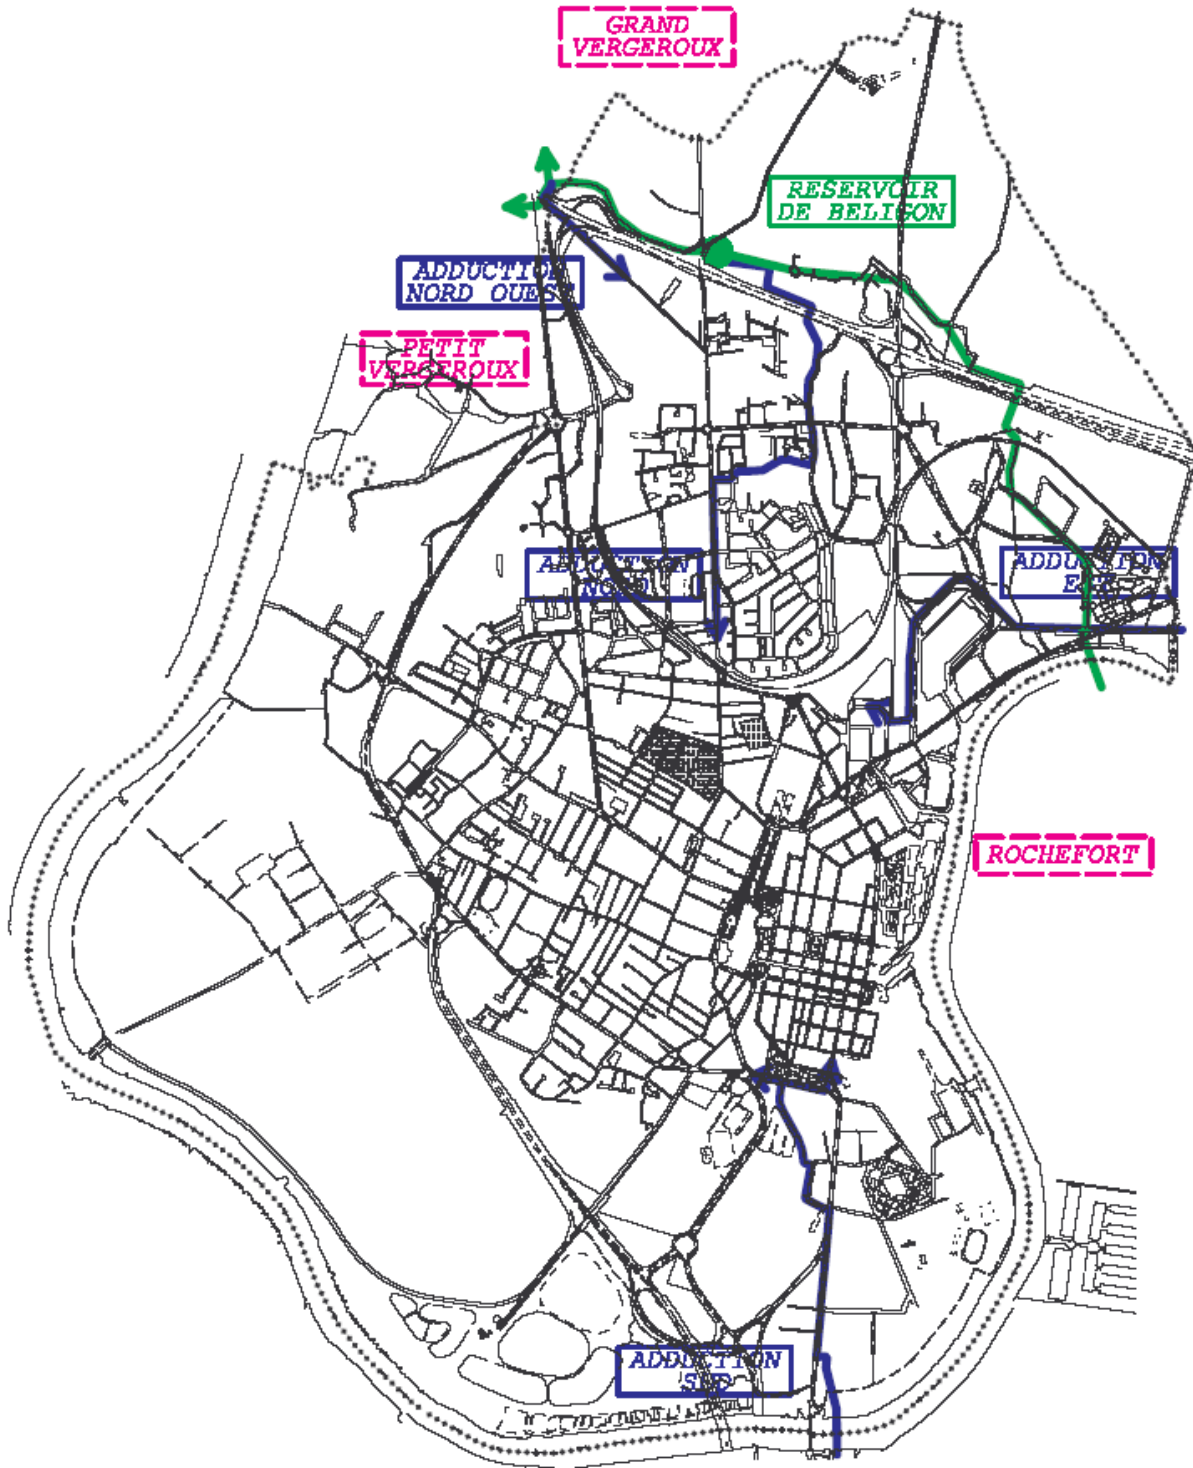 GRAND
VERGEROUX
RESERVOIR
DE BELIGON
ADDUCTION
NORD OUEST
PETIT
VERGEROUX
ADDUCTION
NORD
ADDUCTION
EST
ROCHEFORT
ADDUCTION
SUD